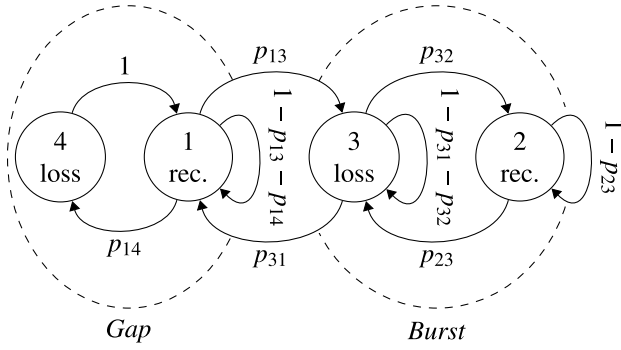 1
p13
p32
4
loss
1
rec.
1 − p13 − p14
3
loss
1 − p31 − p32
2
rec.
1 − p23
p14
p31
p23
Gap
Burst